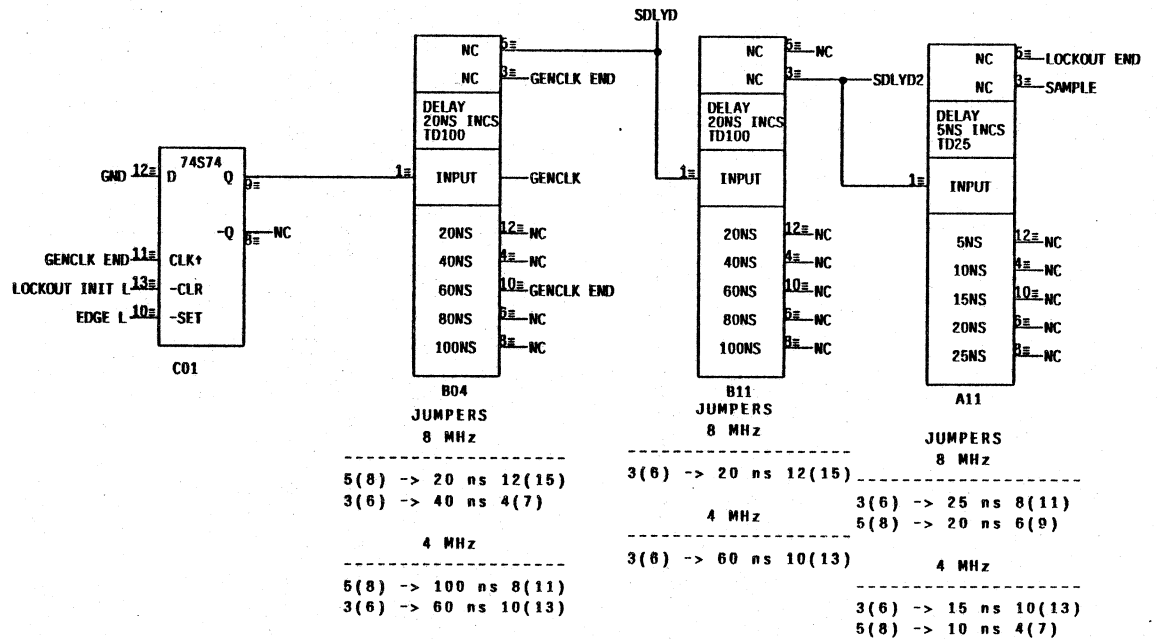 SDLYD
NC 5≡
NC 3≡ GENCLK END
DELAY
20NS INCS
TD100
1≡ INPUT GENCLK
20NS 12≡ NC
40NS 4≡ NC
60NS 10≡ GENCLK END
80NS 6≡ NC
100NS 8≡ NC
B04
74S74
GND 12≡ D Q 9≡
-Q 8≡ NC
GENCLK END 11≡ CLK↑
LOCKOUT INIT L 13≡ -CLR
EDGE L 10≡ -SET
C01
NC 5≡ NC
NC 3≡ SDLYD2
DELAY
20NS INCS
TD100
1≡ INPUT
20NS 12≡ NC
40NS 4≡ NC
60NS 10≡ NC
80NS 6≡ NC
100NS 8≡ NC
B11
NC 5≡ LOCKOUT END
NC 3≡ SAMPLE
DELAY
5NS INCS
TD25
1≡ INPUT
5NS 12≡ NC
10NS 4≡ NC
15NS 10≡ NC
20NS 6≡ NC
25NS 8≡ NC
A11
JUMPERS
8 MHz
5(8) -> 20 ns 12(15)
3(6) -> 40 ns 4(7)
4 MHz
5(8) -> 100 ns 8(11)
3(6) -> 60 ns 10(13)
JUMPERS
8 MHz
3(6) -> 20 ns 12(15)
4 MHz
3(6) -> 60 ns 10(13)
JUMPERS
8 MHz
3(6) -> 25 ns 8(11)
5(8) -> 20 ns 6(9)
4 MHz
3(6) -> 15 ns 10(13)
5(8) -> 10 ns 4(7)